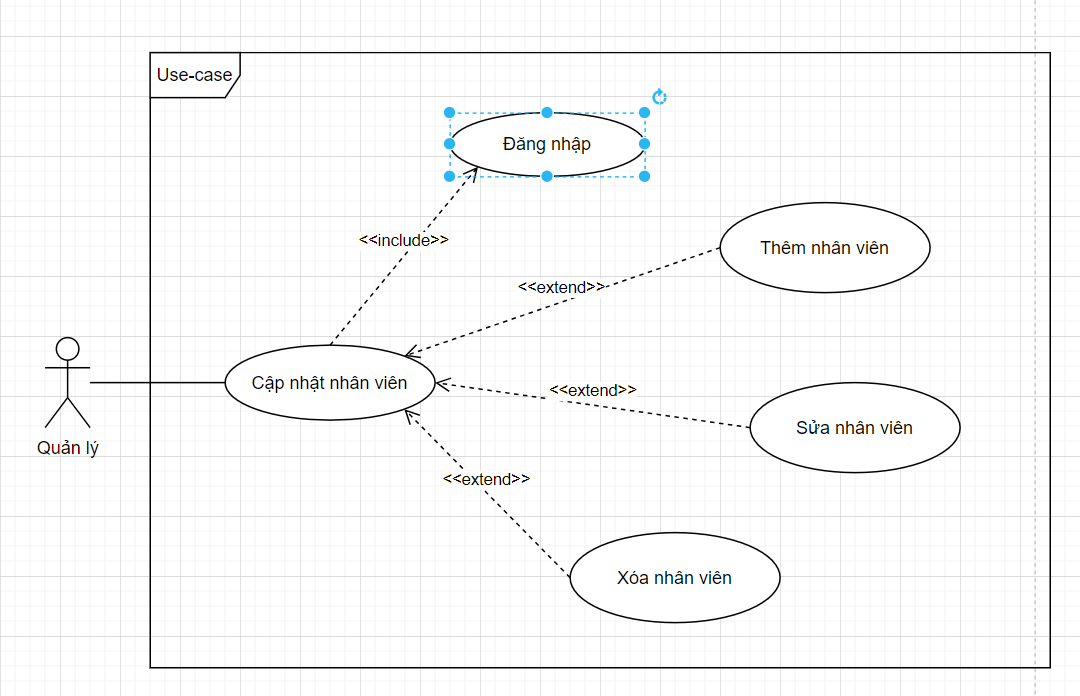 Use-case
Đăng nhập
<<include>>
Thêm nhân viên
<<extend>>
Cập nhật nhân viên
<<extend>>
Sửa nhân viên
Quản lý
<<extend>>
Xóa nhân viên